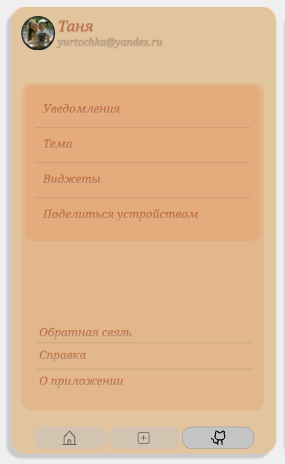 Таня
yurtochka@yandex.ru
Уведомления
Тема
Виджеты
Поделиться устройством
Обратная связь
Справка
О приложении